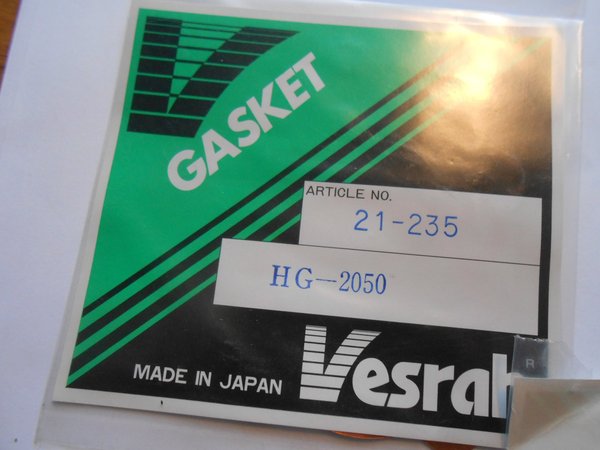 GASKET
ARTICLE NO.
21-235
HG-2050
MADE IN JAPAN
Vesrah
R